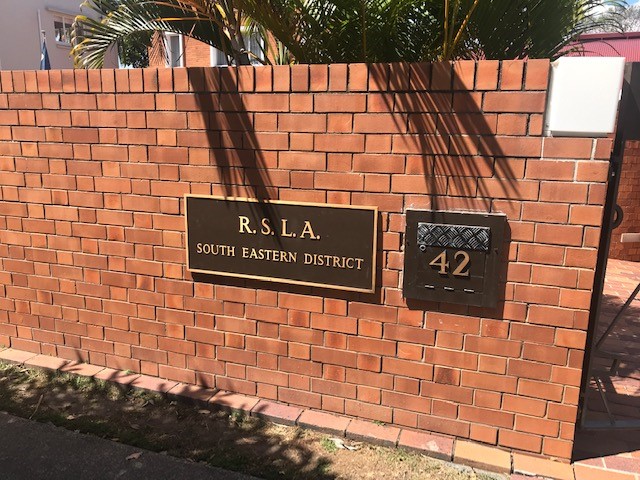 R. S. L. A.
SOUTH EASTERN DISTRICT
42